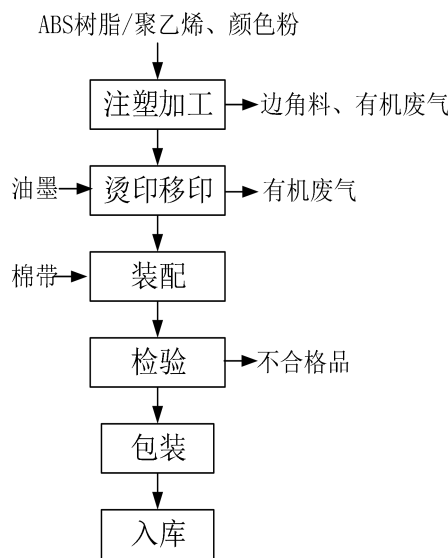 ABS树脂/聚乙烯、颜色粉
注塑加工
边角料、有机废气
油墨
烫印移印
有机废气
棉带
装配
检验
不合格品
包装
入库